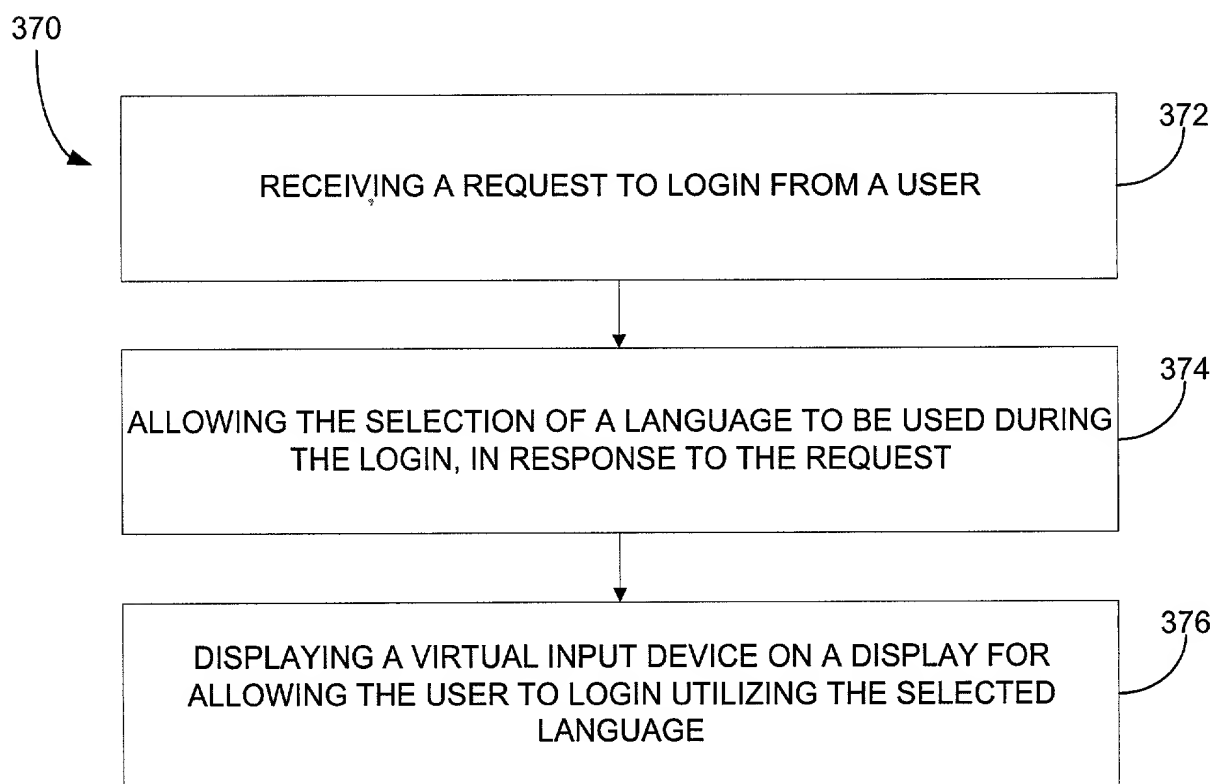 370
372
RECEIVING A REQUEST TO LOGIN FROM A USER
374
ALLOWING THE SELECTION OF A LANGUAGE TO BE USED DURING
THE LOGIN, IN RESPONSE TO THE REQUEST
376
DISPLAYING A VIRTUAL INPUT DEVICE ON A DISPLAY FOR
ALLOWING THE USER TO LOGIN UTILIZING THE SELECTED
LANGUAGE